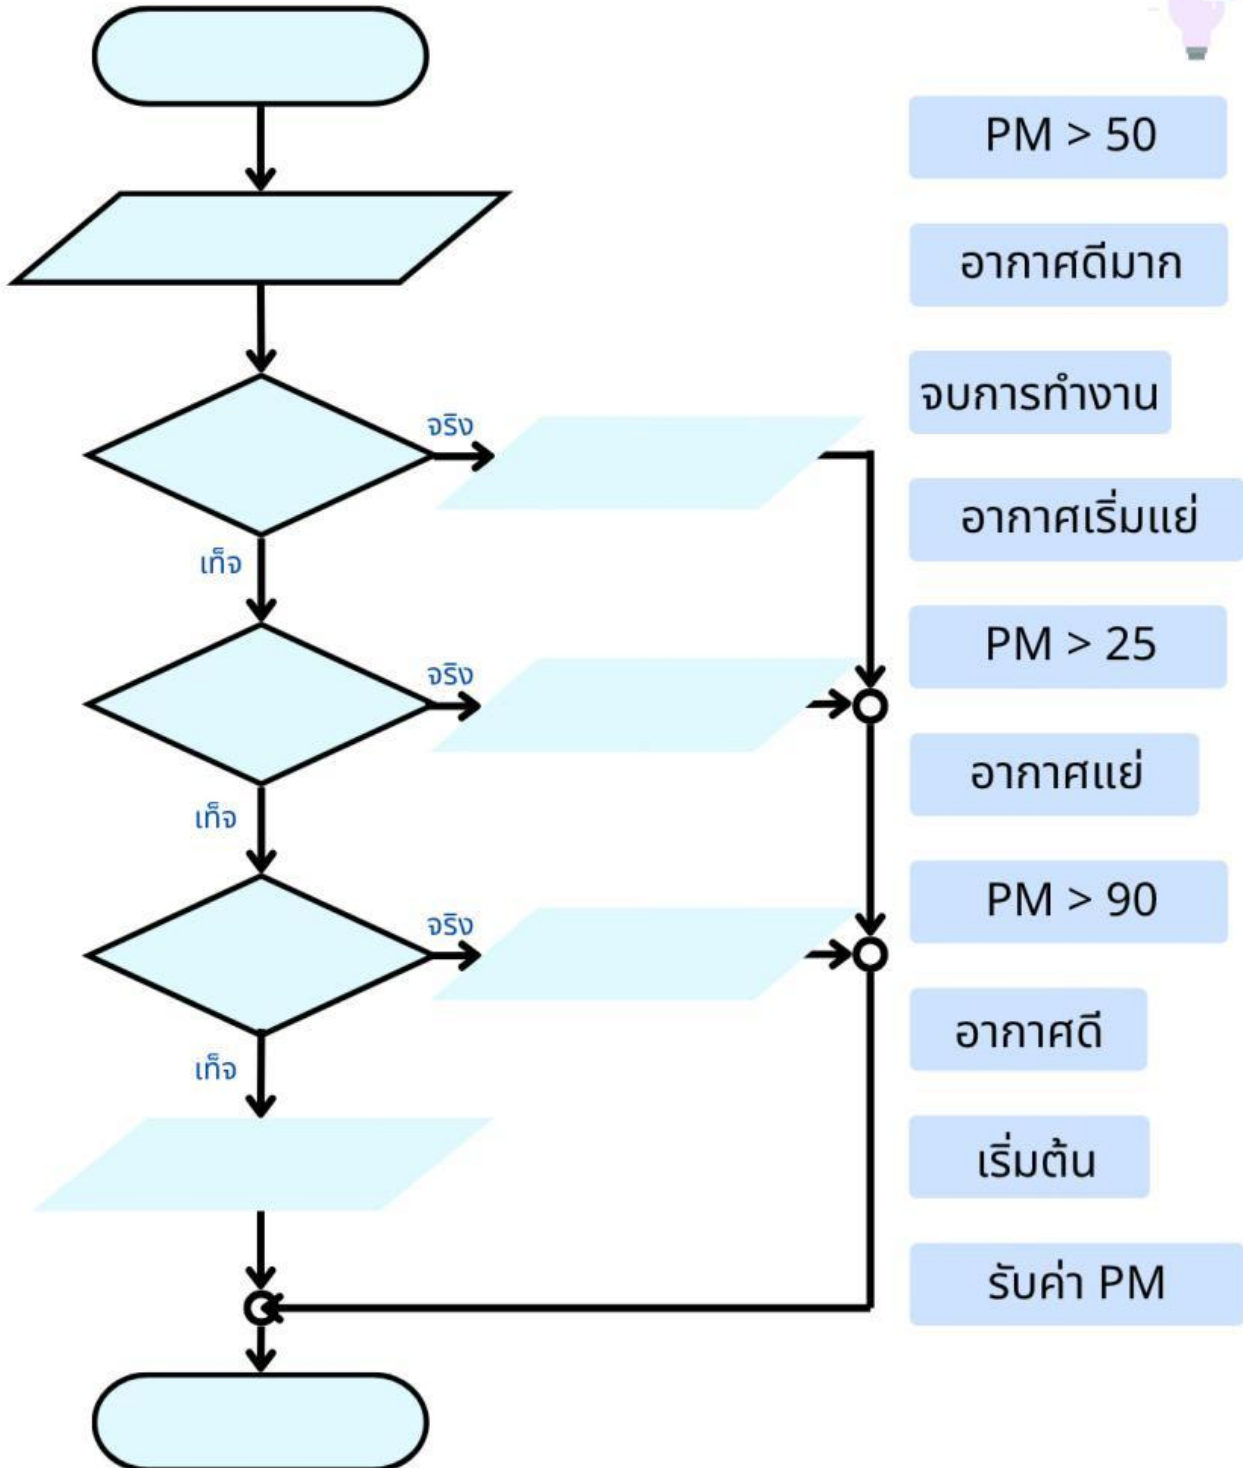 PM > 50
อากาศดีมาก
จบการทำงาน
จริง
อากาศเริ่มแย่
เท็จ
PM > 25
จริง
อากาศแย่
เท็จ
PM > 90
จริง
อากาศดี
เท็จ
เริ่มต้น
รับค่า PM